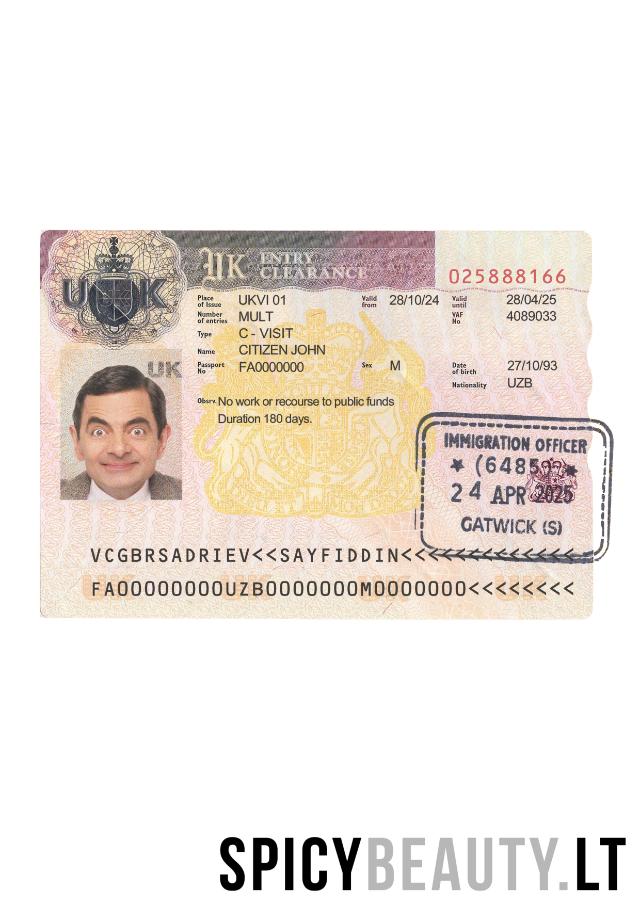 UK ENTRY CLEARANCE
025888166
UK
Place of Issue UKVI 01 Valid from 28/10/24 Valid until 28/04/25
Number of entries MULT VAF No 4089033
Type C - VISIT
Name CITIZEN JOHN
Passport No FA0000000 Sex M Date of birth 27/10/93
Nationality UZB
UK
Observ. No work or recourse to public funds
Duration 180 days.
IMMIGRATION OFFICER
24 APR 2025
GATWICK (S)
VCGBRSADRIEV<<SAYFIDDIN<<<<<<<<<<<<<
FA00000000UZB0000000M0000000<<<<<<<<
SPICYBEAUTY.LT